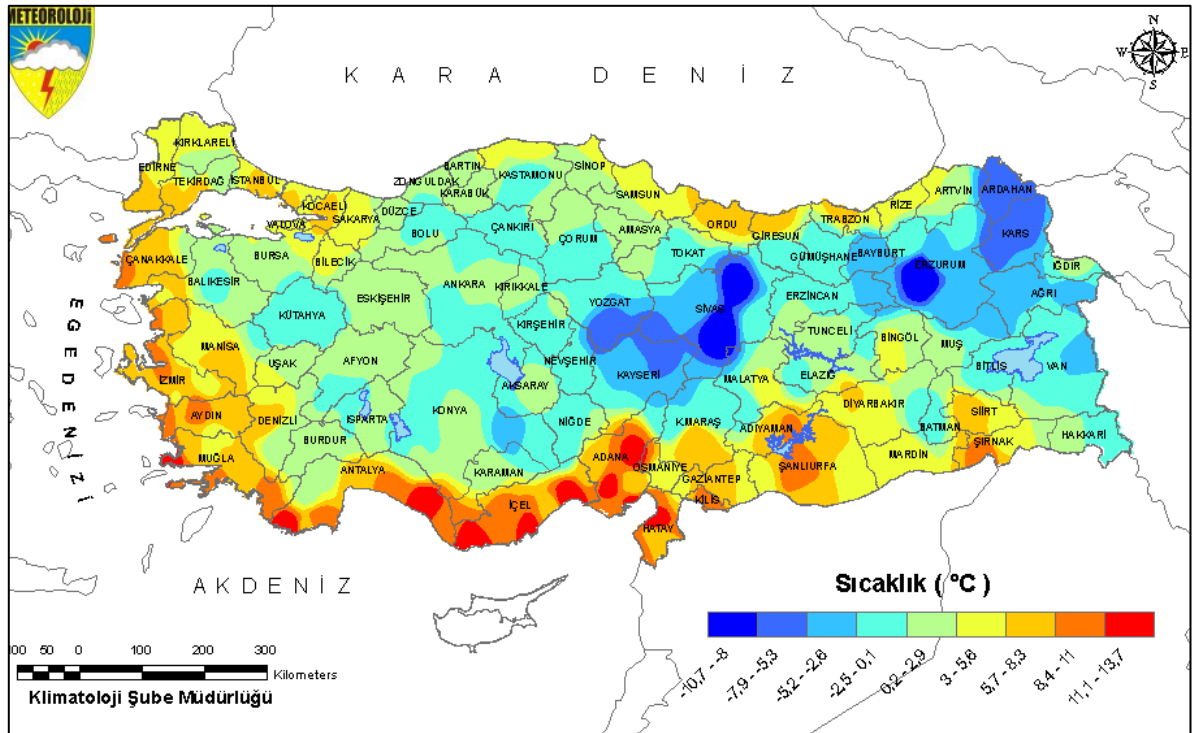 METEOROLOJİ
N
W E
S
K A R A D E N İ Z
KIRKLARELİ
EDİRNE
TEKİRDAĞ
İSTANBUL
KOCAELİ
YALOVA
SAKARYA
DÜZCE
ZONGULDAK
BARTIN
KARABÜK
KASTAMONU
SİNOP
SAMSUN
ORDU
GİRESUN
TRABZON
RİZE
ARTVİN
ARDAHAN
KARS
IĞDIR
ÇANAKKALE
BALIKESİR
BURSA
BİLECİK
BOLU
ÇANKIRI
ÇORUM
AMASYA
TOKAT
GÜMÜŞHANE
BAYBURT
ERZURUM
AĞRI
KÜTAHYA
ESKİŞEHİR
ANKARA
KIRIKKALE
YOZGAT
SİVAS
ERZİNCAN
TUNCELİ
BİNGÖL
MUŞ
BİTLİS
VAN
MANİSA
UŞAK
AFYON
KIRŞEHİR
NEVŞEHİR
KAYSERİ
MALATYA
ELAZIĞ
İZMİR
AYDIN
DENİZLİ
ISPARTA
KONYA
AKSARAY
NİĞDE
K.MARAŞ
ADIYAMAN
DİYARBAKIR
BATMAN
SİİRT
ŞIRNAK
HAKKARİ
MUĞLA
BURDUR
ANTALYA
KARAMAN
İÇEL
ADANA
OSMANİYE
GAZİANTEP
KİLİS
ŞANLIURFA
MARDİN
HATAY
E G E D E N İ Z İ
A K D E N İ Z
Sıcaklık ( °C )
-10,7 - -8
-7,9 - -5,3
-5,2 - -2,6
-2,5 - 0,1
0,2 - 2,9
3 - 5,6
5,7 - 8,3
8,4 - 11
11,1 - 13,7
00 50 0 100 200 300
Kilometers
Klimatoloji Şube Müdürlüğü